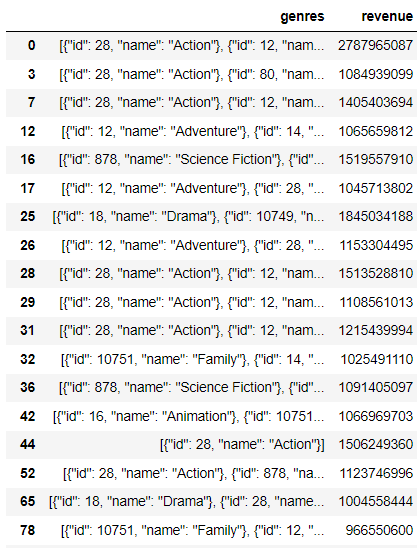 genres revenue
0 [{"id": 28, "name": "Action"}, {"id": 12, "nam... 2787965087
3 [{"id": 28, "name": "Action"}, {"id": 80, "name... 1084939099
7 [{"id": 28, "name": "Action"}, {"id": 12, "nam... 1405403694
12 [{"id": 12, "name": "Adventure"}, {"id": 14, "... 1065659812
16 [{"id": 878, "name": "Science Fiction"}, {"id"... 1519557910
17 [{"id": 12, "name": "Adventure"}, {"id": 28, "... 1045713802
25 [{"id": 18, "name": "Drama"}, {"id": 10749, "n... 1845034188
26 [{"id": 12, "name": "Adventure"}, {"id": 28, "... 1153304495
28 [{"id": 28, "name": "Action"}, {"id": 12, "nam... 1513528810
29 [{"id": 28, "name": "Action"}, {"id": 12, "nam... 1108561013
31 [{"id": 28, "name": "Action"}, {"id": 12, "nam... 1215439994
32 [{"id": 10751, "name": "Family"}, {"id": 14, "... 1025491110
36 [{"id": 878, "name": "Science Fiction"}, {"id"... 1091405097
42 [{"id": 16, "name": "Animation"}, {"id": 10751... 1066969703
44 [{"id": 28, "name": "Action"}] 1506249360
52 [{"id": 28, "name": "Action"}, {"id": 878, "na... 1123746996
65 [{"id": 18, "name": "Drama"}, {"id": 28, "name... 1004558444
78 [{"id": 10751, "name": "Family"}, {"id": 12, "... 966550600